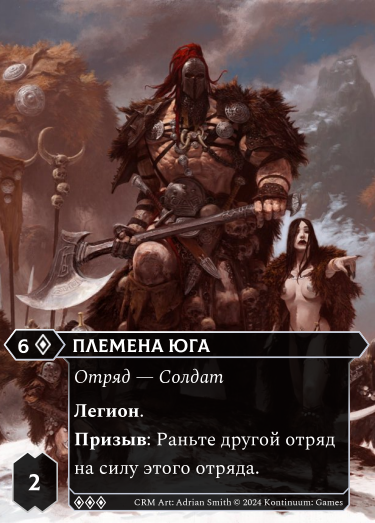 6 ПЛЕМЕНА ЮГА
Отряд — Солдат
Легион.
Призыв: Раньте другой отряд
на силу этого отряда.
2
CRM Art: Adrian Smith © 2024 Kontinuum: Games